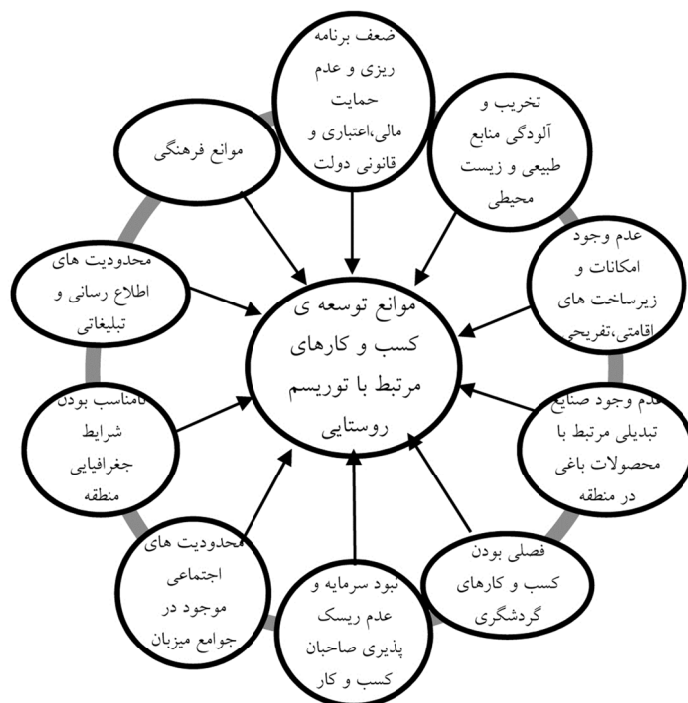 ضعف برنامه
ریزی و عدم
حمایت
مالی،اعتباری و
قانونی دولت
تخریب و
آلودگی منابع
طبیعی و زیست
محیطی
عدم وجود
امکانات و
زیرساخت های
اقامتی،تفریحی
عدم وجود صنایع
تبدیلی مرتبط با
محصولات باغی
در منطقه
فصلی بودن
کسب و کارهای
گردشگری
نبود سرمایه و
عدم ریسک
پذیری صاحبان
کسب و کار
محدودیت های
اجتماعی
موجود در
جوامع میزبان
نامناسب بودن
شرایط
جغرافیایی
منطقه
محدودیت های
اطلاع رسانی و
تبلیغاتی
موانع فرهنگی
موانع توسعه ی
کسب و کارهای
مرتبط با توریسم
روستایی